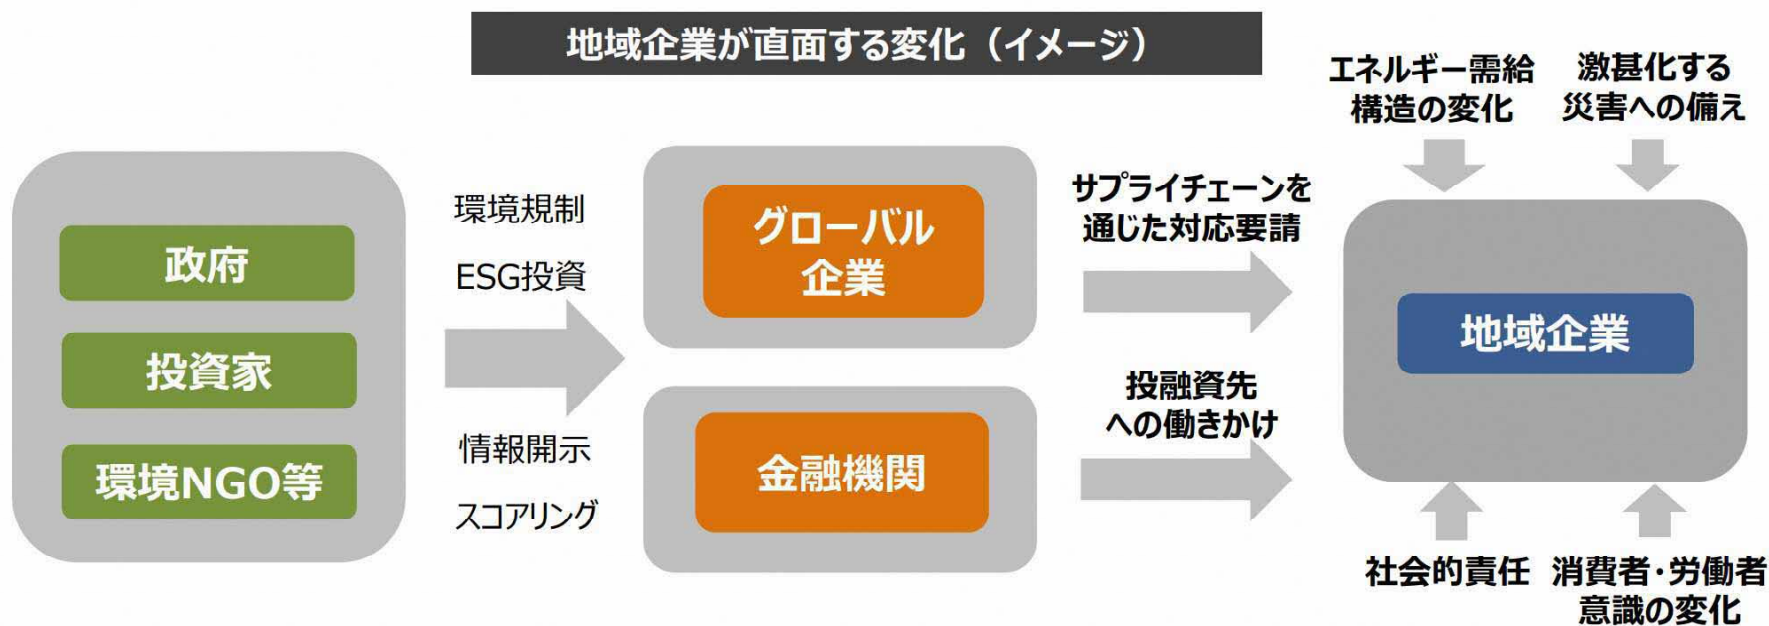 地域企業が直面する変化（イメージ）
政府
投資家
環境NGO等
環境規制
ESG投資
情報開示
スコアリング
グローバル
企業
金融機関
サプライチェーンを
通じた対応要請
投融資先
への働きかけ
エネルギー需給
構造の変化
激甚化する
災害への備え
地域企業
社会的責任
消費者・労働者
意識の変化